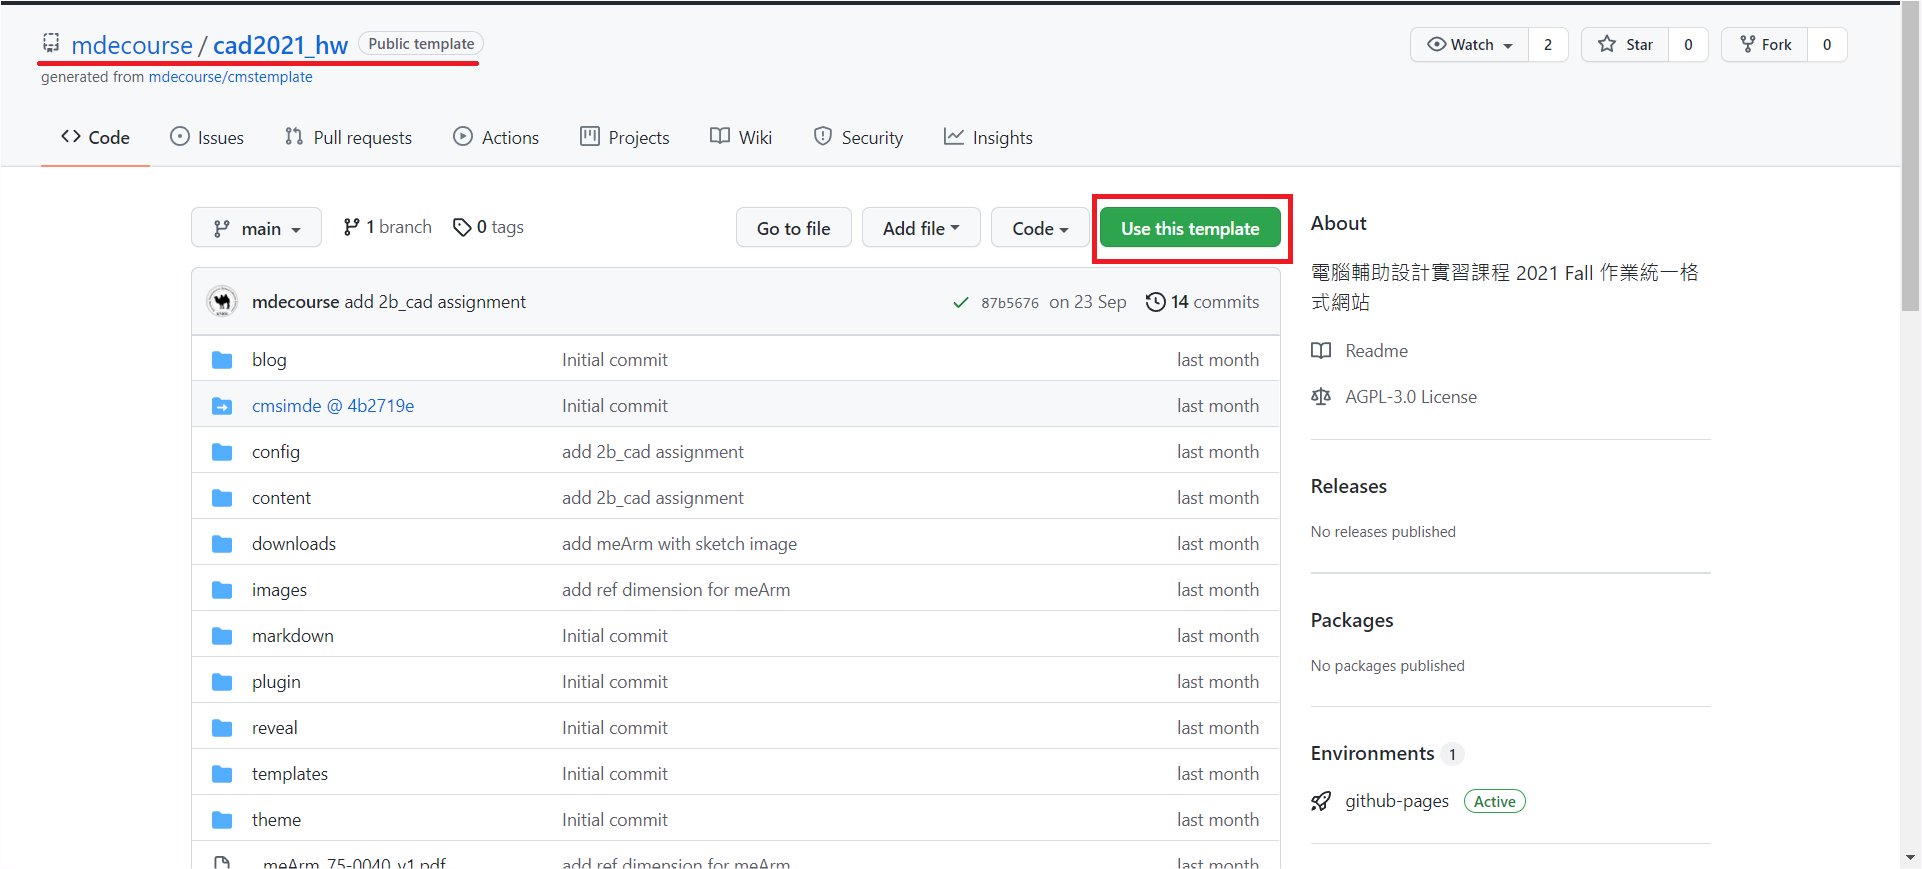 mdecourse / cad2021_hw Public template
Watch 2 Star 0 Fork 0
generated from mdecourse/cmstemplate
Code Issues Pull requests Actions Projects Wiki Security Insights
main 1 branch 0 tags Go to file Add file Code Use this template
mdecourse add 2b_cad assignment 87b5676 on 23 Sep 14 commits
blog Initial commit last month
cmsimde @ 4b2719e Initial commit last month
config add 2b_cad assignment last month
content add 2b_cad assignment last month
downloads add meArm with sketch image last month
images add ref dimension for meArm last month
markdown Initial commit last month
plugin Initial commit last month
reveal Initial commit last month
templates Initial commit last month
theme Initial commit last month
meArm_75-0040_v1.pdf add ref dimension for meArm last month
About
電腦輔助設計實習課程 2021 Fall 作業統一格
式網站
Readme
AGPL-3.0 License
Releases
No releases published
Packages
No packages published
Environments 1
github-pages Active